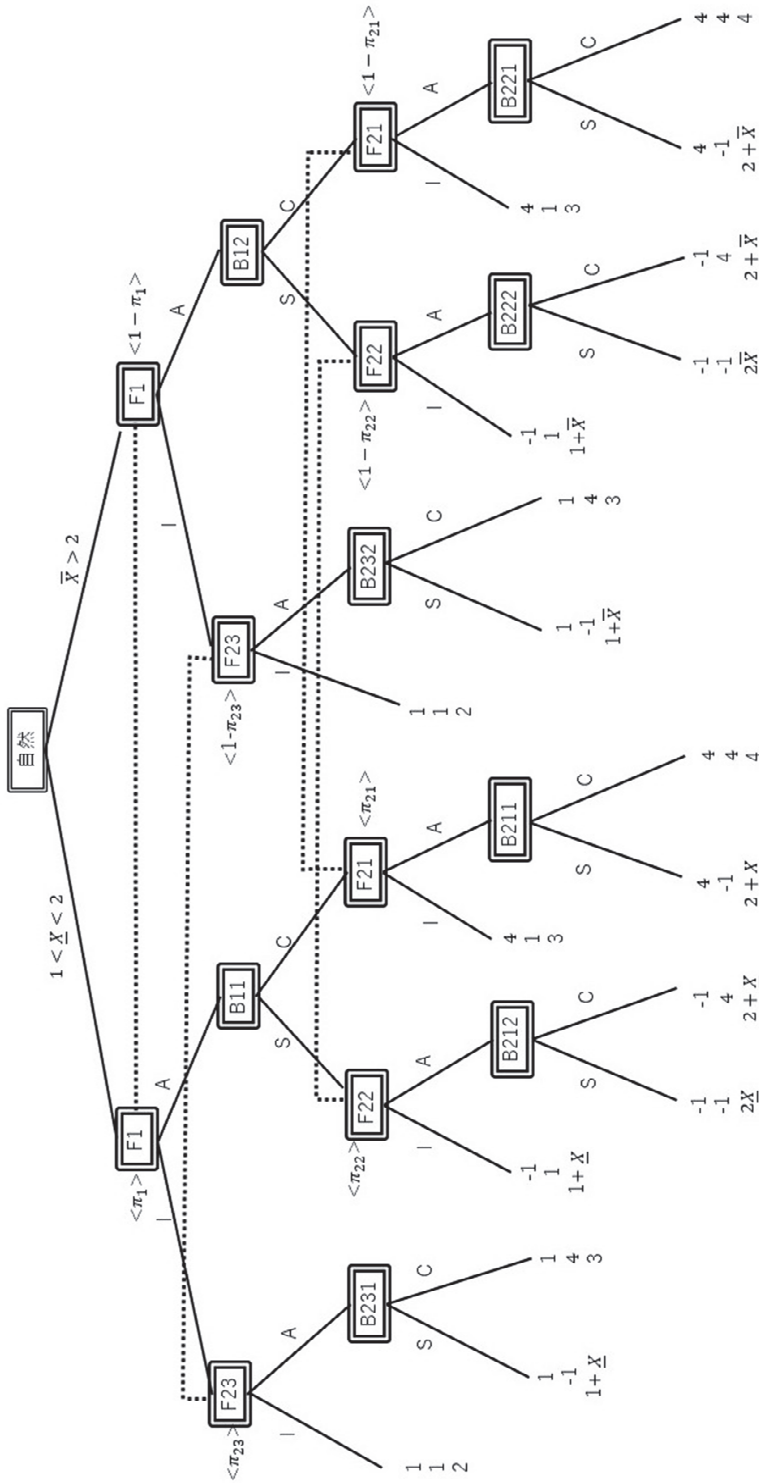 自然
1 < X̲ < 2
X̅ > 2
<π₁>
F1
F1
<1 − π₁>
I
A
I
A
<π₂₃>
F23
B11
<1-π₂₃>
F23
B12
I
A
S
C
I
A
S
C
B231
<π₂₂>
F22
F21
<π₂₁>
B232
<1 − π₂₂>
F22
F21
<1 − π₂₁>
S
C
I
A
I
A
S
C
I
A
I
A
B212
B211
B222
B221
S
C
S
C
S
C
S
C
1
1
2
1
-1
1+ X̲
1
4
3
-1
1
1+ X̲
-1
-1
2X̲
-1
4
2 + X
4
1
3
4
-1
2 + X
4
4
4
1
1
2
1
-1
1+X̅
1
4
3
-1
1
1+X̅
-1
-1
2X̅
-1
4
2 + X̅
4
1
3
4
-1
2 + X̅
4
4
4